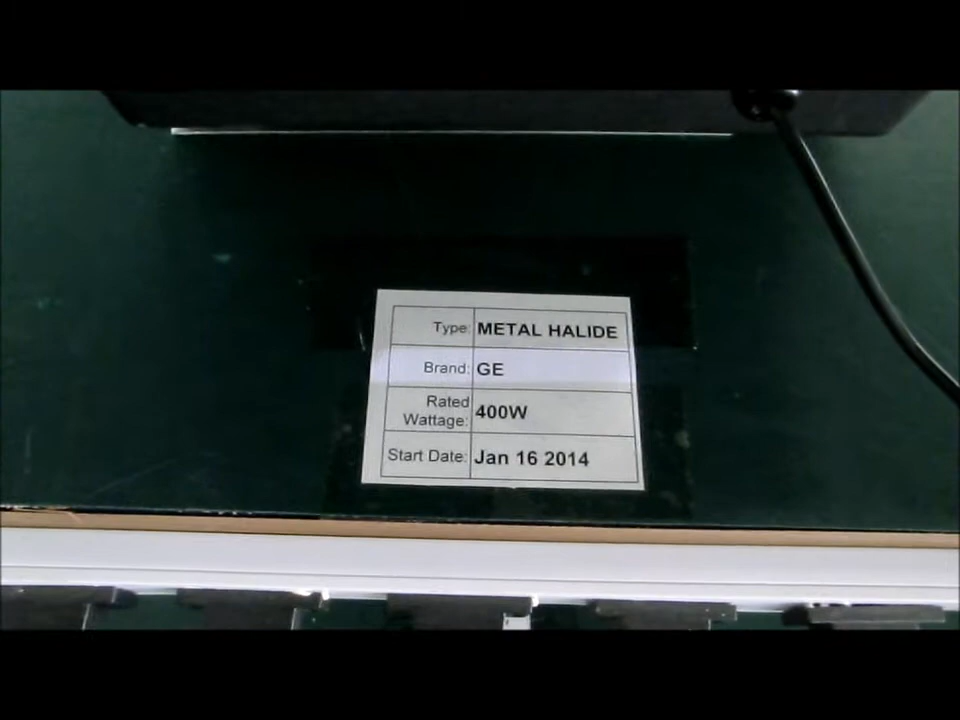 Type: METAL HALIDE
Brand: GE
Rated
Wattage: 400W
Start Date: Jan 16 2014